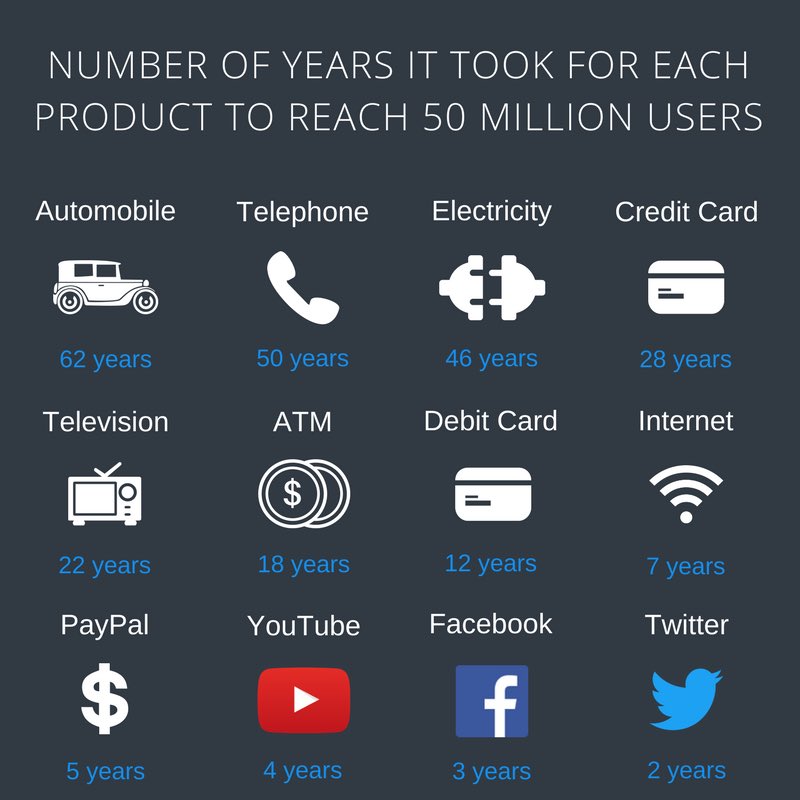 NUMBER OF YEARS IT TOOK FOR EACH
PRODUCT TO REACH 50 MILLION USERS
Automobile
62 years
Telephone
50 years
Electricity
46 years
Credit Card
28 years
Television
22 years
ATM
$
18 years
Debit Card
12 years
Internet
7 years
PayPal
$
5 years
YouTube
4 years
Facebook
f
3 years
Twitter
2 years